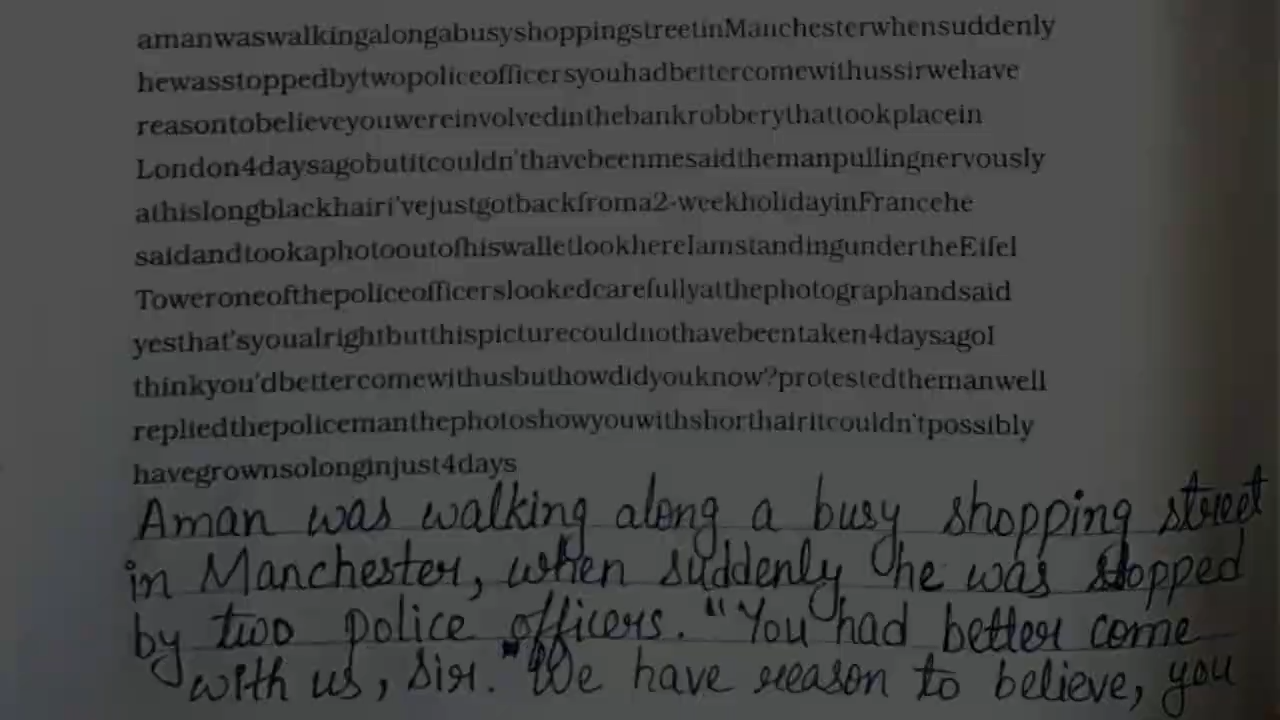 amanwaswalkingalongabusyshoppingstreetinManchesterwhensuddenly
hewasstoppedbytwopoliceofficersyouhadbettercomewithussirwehave
reasontobelieveyouwereinvolvedinthebankrobberythattookplacein
London4daysagobutitcouldn'thavebeenmesaidthemanpullingnervously
athislongblackhairi'vejustgotbackfroma2-weekholidayinFrancehe
saidandtookaphotooutofhiswalletlookhereIamstandingundertheEifel
Toweroneofthepoliceofficerslookedcarefullyatthephotographandsaid
yesthat'syoualrightbutthispicturecouldnothavebeentaken4daysagoI
thinkyou'dbettercomewithusbuthowdidyouknow?protestedthemanwell
repliedthepolicemanthephotoshowyouwithshorthairitcouldn'tpossibly
havegrownsolonginjust4days
Aman was walking along a busy shopping street
in Manchester, when suddenly he was stopped
by two police officers. "You had better come
with us, sir. "We have reason to believe, you